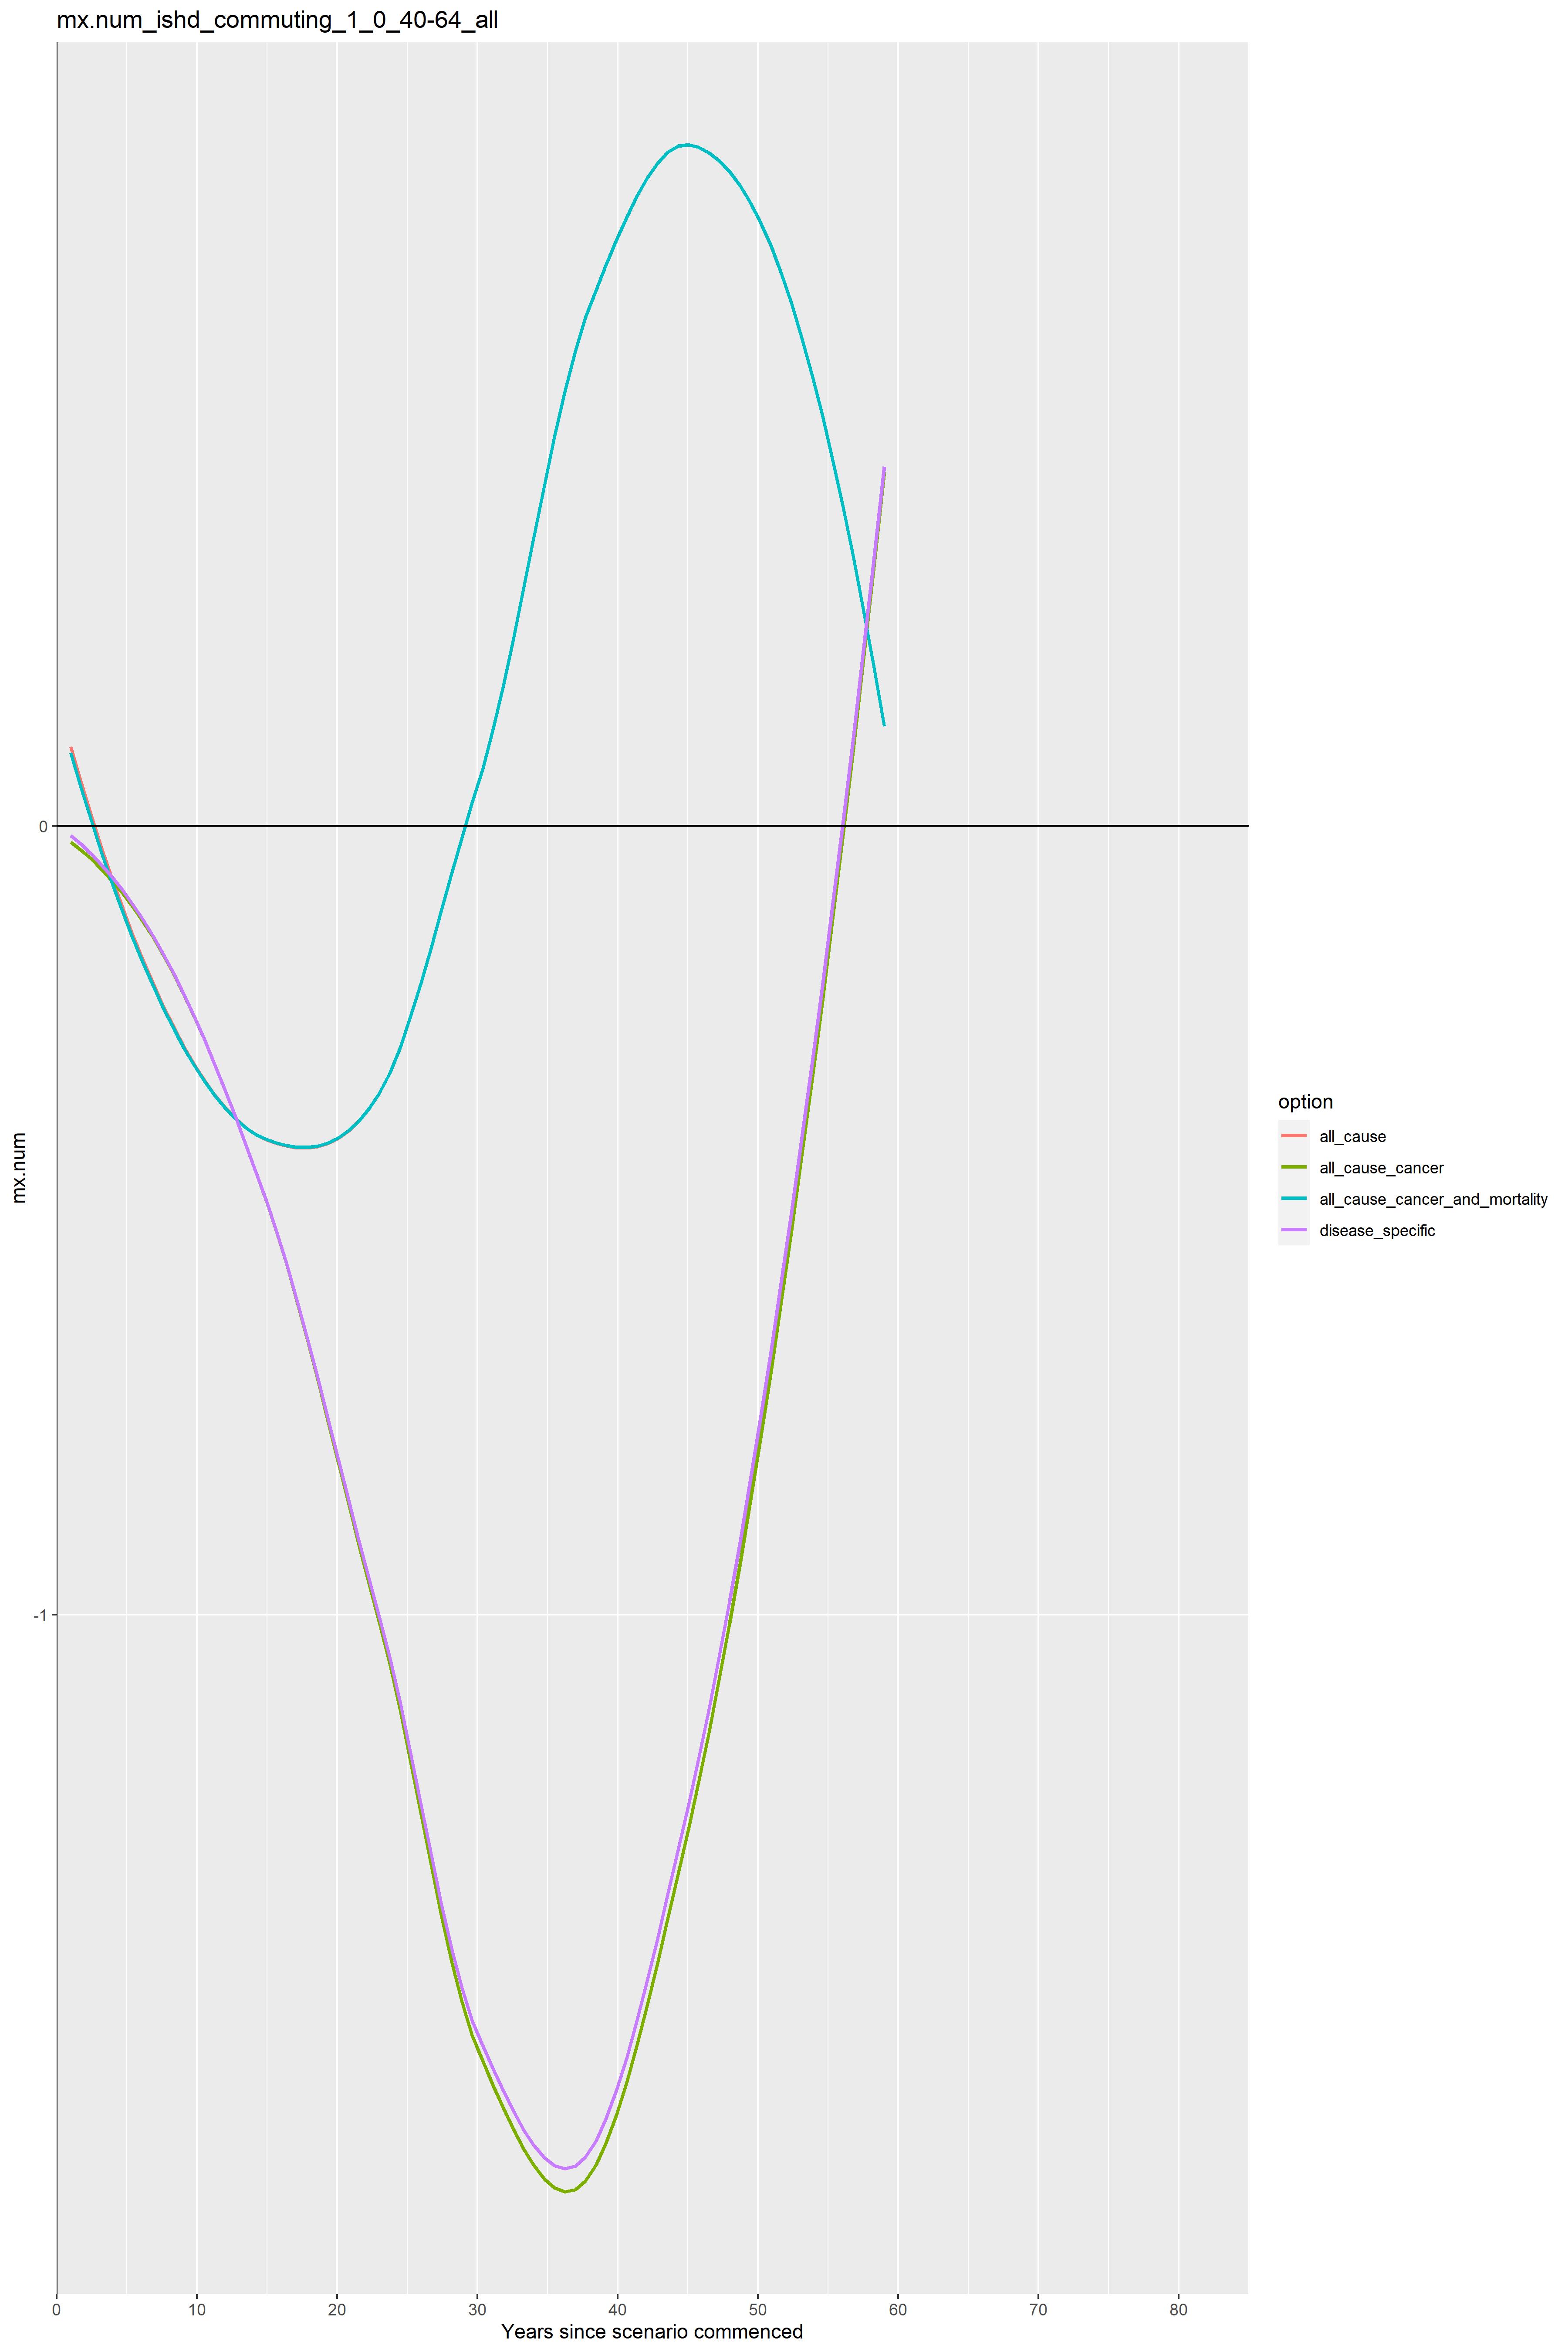 mx.num_ishd_commuting_1_0_40-64_all
mx.num
0
-1
0 10 20 30 40 50 60 70 80
Years since scenario commenced
option
all_cause
all_cause_cancer
all_cause_cancer_and_mortality
disease_specific